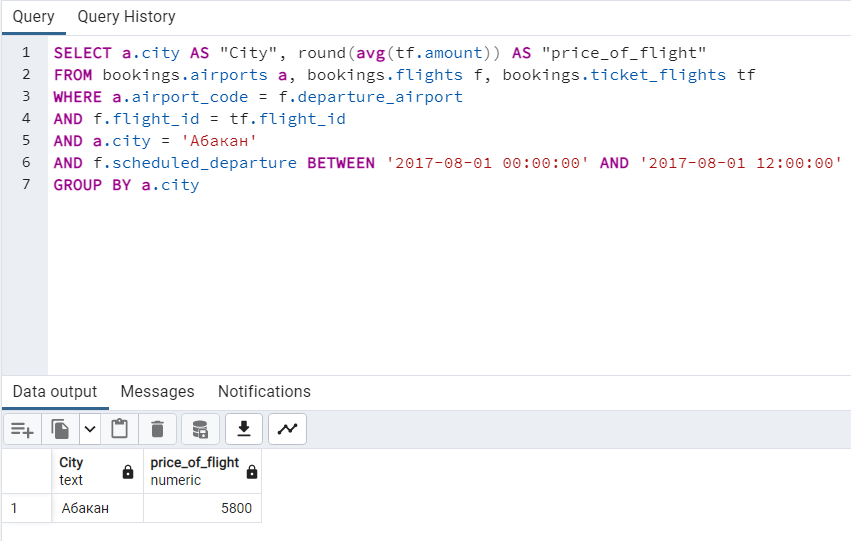 Query Query History
1 SELECT a.city AS "City", round(avg(tf.amount)) AS "price_of_flight"
2 FROM bookings.airports a, bookings.flights f, bookings.ticket_flights tf
3 WHERE a.airport_code = f.departure_airport
4 AND f.flight_id = tf.flight_id
5 AND a.city = 'Абакан'
6 AND f.scheduled_departure BETWEEN '2017-08-01 00:00:00' AND '2017-08-01 12:00:00'
7 GROUP BY a.city
Data output Messages Notifications
City price_of_flight
text numeric
1 Абакан 5800